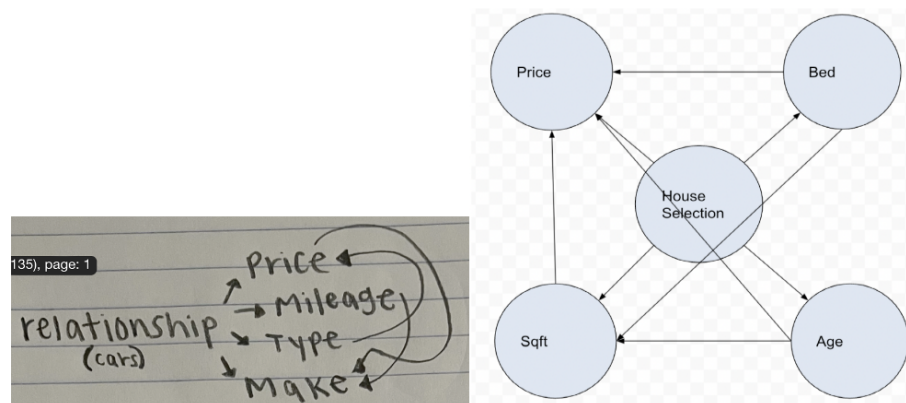 135), page: 1
Price
Mileage
relationship
Type
(cars)
Make
Price
Bed
House
Selection
Sqft
Age